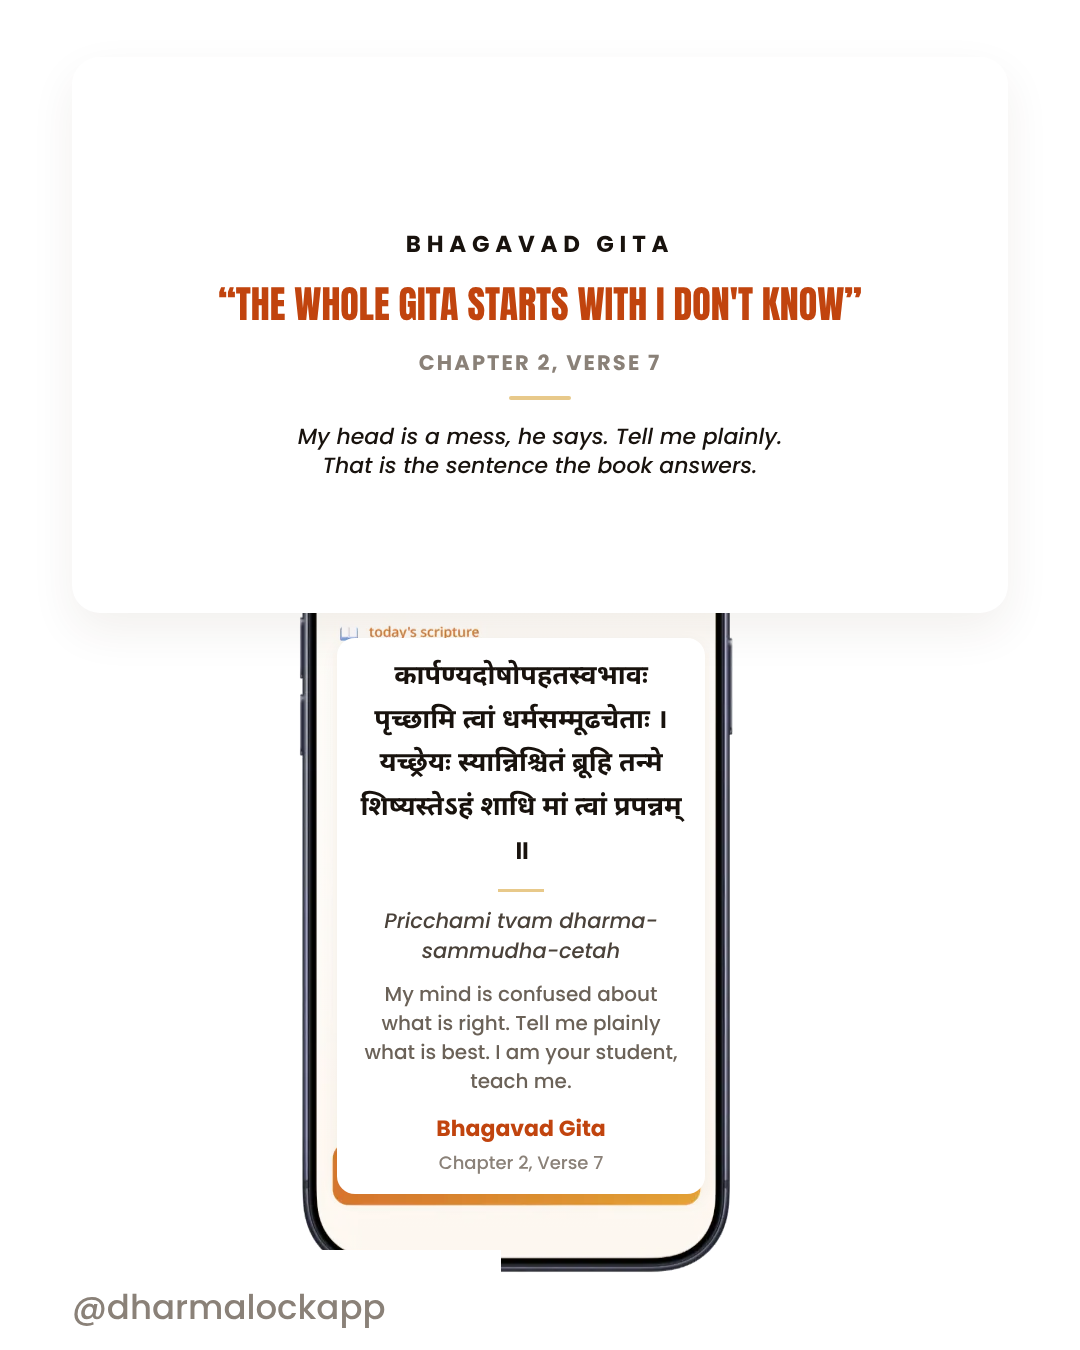 BHAGAVAD GITA
“THE WHOLE GITA STARTS WITH I DON'T KNOW”
CHAPTER 2, VERSE 7
My head is a mess, he says. Tell me plainly.
That is the sentence the book answers.
today's scripture
कार्पण्यदोषोपहतस्वभावः
पृच्छामि त्वां धर्मसम्मूढचेताः ।
यच्छ्रेयः स्यान्निश्चितं ब्रूहि तन्मे
शिष्यस्तेऽहं शाधि मां त्वां प्रपन्नम्
॥
Pricchami tvam dharma-
sammudha-cetah
My mind is confused about
what is right. Tell me plainly
what is best. I am your student,
teach me.
Bhagavad Gita
Chapter 2, Verse 7
@dharmalockapp